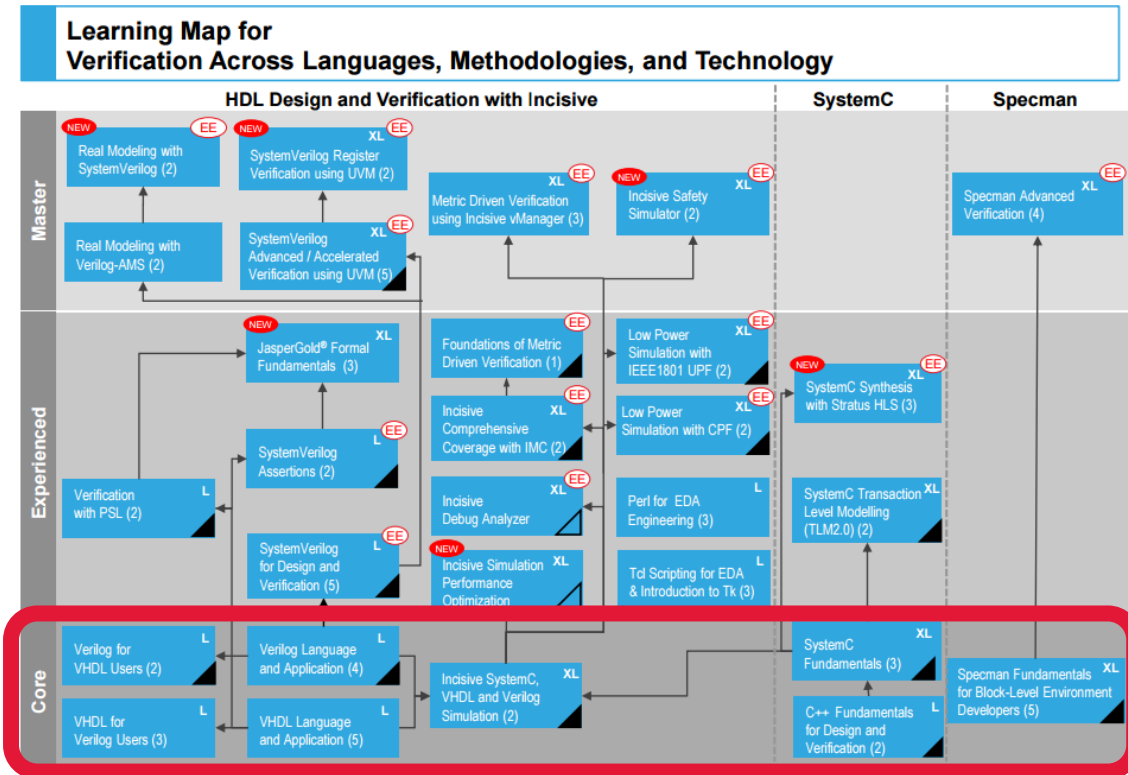 Learning Map for
Verification Across Languages, Methodologies, and Technology
HDL Design and Verification with Incisive
SystemC
Specman
Master
NEW
EE
Real Modeling with
SystemVerilog (2)
NEW
XL
EE
SystemVerilog Register
Verification using UVM (2)
XL
EE
Metric Driven Verification
using Incisive vManager (3)
NEW
XL
EE
Incisive Safety
Simulator (2)
XL
EE
Specman Advanced
Verification (4)
Real Modeling with
Verilog-AMS (2)
XL
EE
SystemVerilog
Advanced / Accelerated
Verification using UVM (5)
Experienced
NEW
XL
JasperGold® Formal
Fundamentals (3)
EE
Foundations of Metric
Driven Verification (1)
XL
EE
Low Power
Simulation with
IEEE1801 UPF (2)
NEW
XL
EE
SystemC Synthesis
with Stratus HLS (3)
XL
EE
Incisive
Comprehensive
Coverage with IMC (2)
XL
EE
Low Power
Simulation with CPF (2)
L
EE
SystemVerilog
Assertions (2)
L
Verification
with PSL (2)
XL
EE
Incisive
Debug Analyzer
L
Perl for EDA
Engineering (3)
XL
SystemC Transaction
Level Modelling
(TLM2.0) (2)
L
EE
SystemVerilog
for Design and
Verification (5)
NEW
XL
Incisive Simulation
Performance
Optimization
L
Tcl Scripting for EDA
& Introduction to Tk (3)
Core
L
Verilog for
VHDL Users (2)
L
Verilog Language
and Application (4)
XL
Incisive SystemC,
VHDL and Verilog
Simulation (2)
XL
SystemC
Fundamentals (3)
XL
Specman Fundamentals
for Block-Level Environment
Developers (5)
L
VHDL for
Verilog Users (3)
L
VHDL Language
and Application (5)
L
C++ Fundamentals
for Design and
Verification (2)